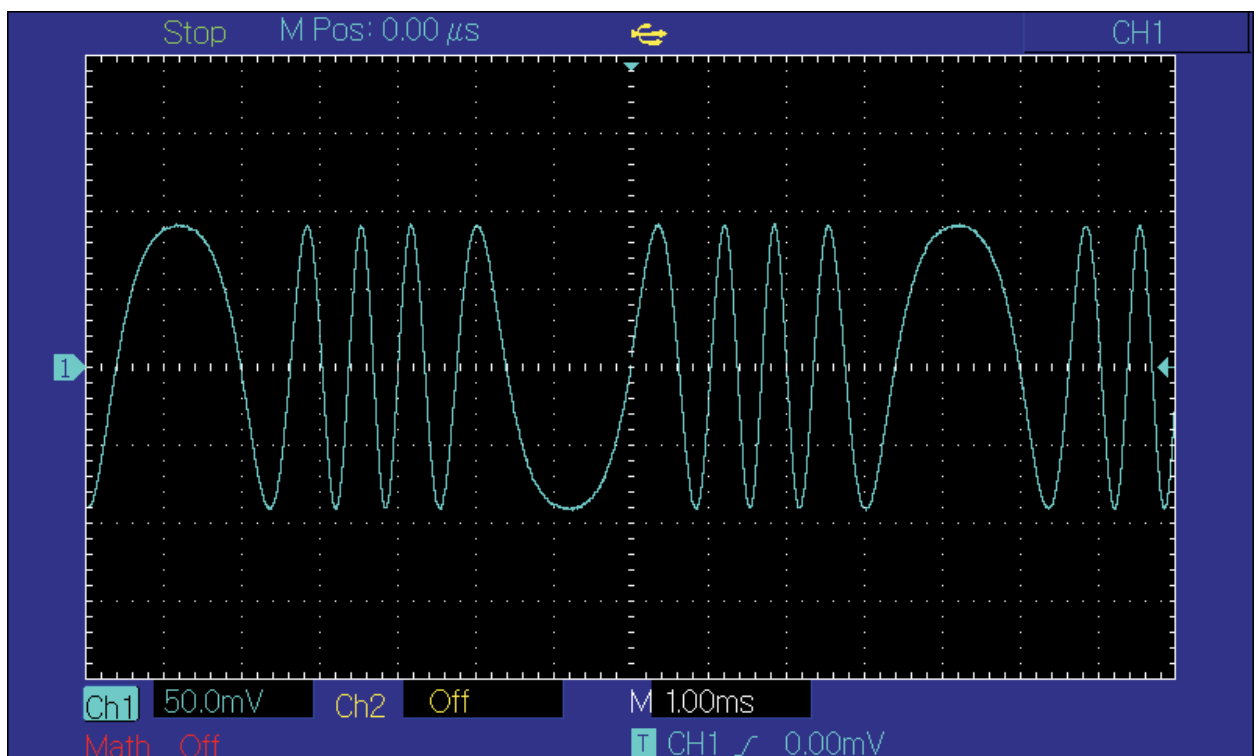 Stop M Pos: 0.00 μs CH1
1
Ch1 50.0mV Ch2 Off M 1.00ms
Math Off T CH1 0.00mV